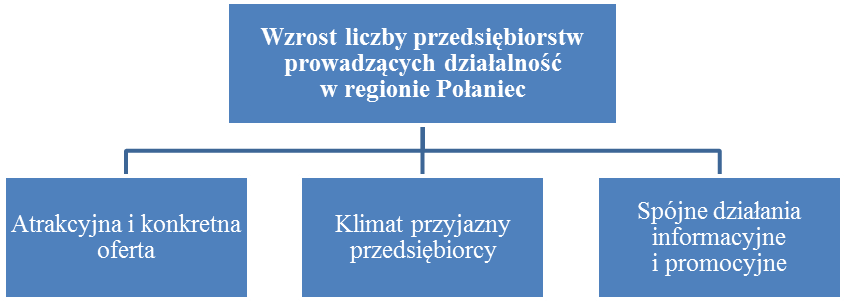 Wzrost liczby przedsiębiorstw
prowadzących działalność
w regionie Połaniec
Atrakcyjna i konkretna
oferta
Klimat przyjazny
przedsiębiorcy
Spójne działania
informacyjne
i promocyjne